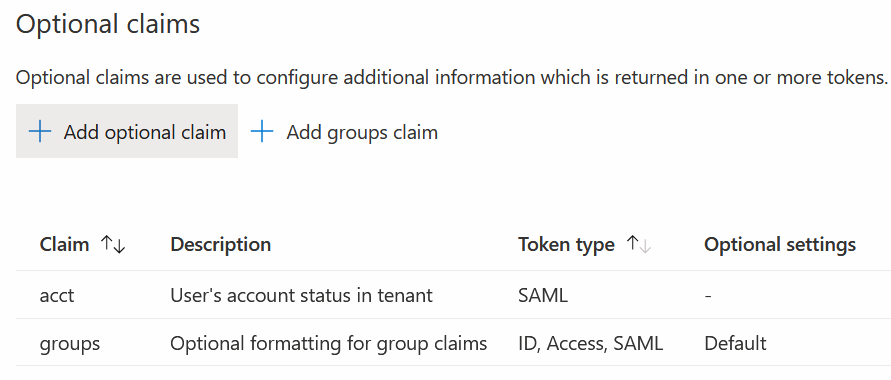 Optional claims
Optional claims are used to configure additional information which is returned in one or more tokens.
Add optional claim Add groups claim
Claim Description Token type Optional settings
acct User's account status in tenant SAML -
groups Optional formatting for group claims ID, Access, SAML Default